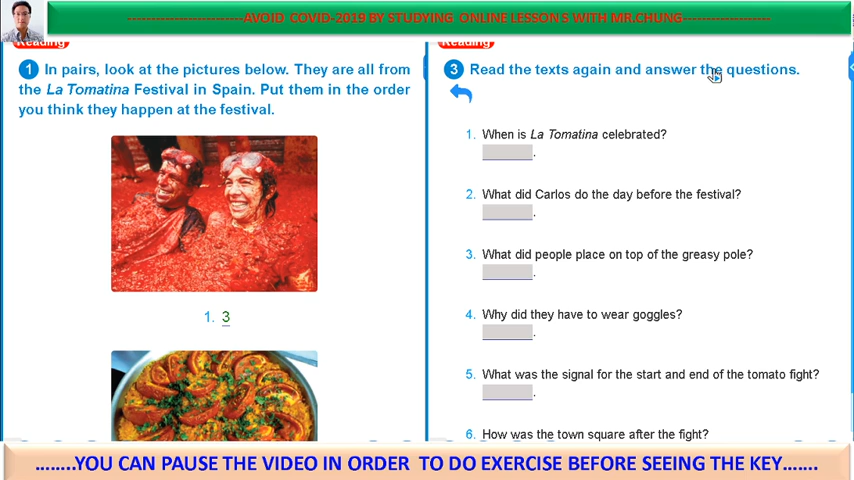 ------------------------AVOID COVID-2019 BY STUDYING ONLINE LESSONS WITH MR.CHUNG------------------
Reading
1 In pairs, look at the pictures below. They are all from
the La Tomatina Festival in Spain. Put them in the order
you think they happen at the festival.
1. 3
Reading
3 Read the texts again and answer the questions.
1. When is La Tomatina celebrated?
.
2. What did Carlos do the day before the festival?
.
3. What did people place on top of the greasy pole?
.
4. Why did they have to wear goggles?
.
5. What was the signal for the start and end of the tomato fight?
.
6. How was the town square after the fight?
........YOU CAN PAUSE THE VIDEO IN ORDER TO DO EXERCISE BEFORE SEEING THE KEY.......